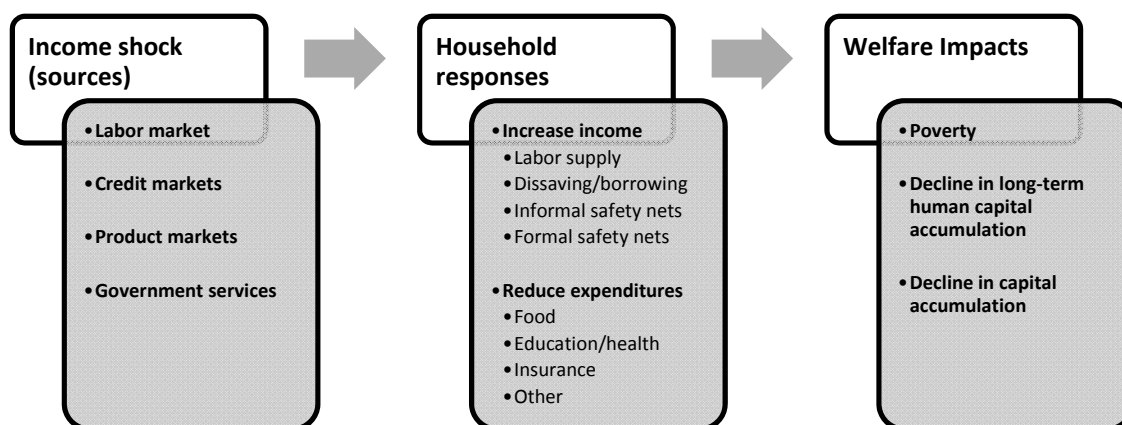 Income shock
(sources)
•Labor market
•Credit markets
•Product markets
•Government services
Household
responses
•Increase income
•Labor supply
•Dissaving/borrowing
•Informal safety nets
•Formal safety nets
•Reduce expenditures
•Food
•Education/health
•Insurance
•Other
Welfare Impacts
•Poverty
•Decline in long-term
human capital
accumulation
•Decline in capital
accumulation